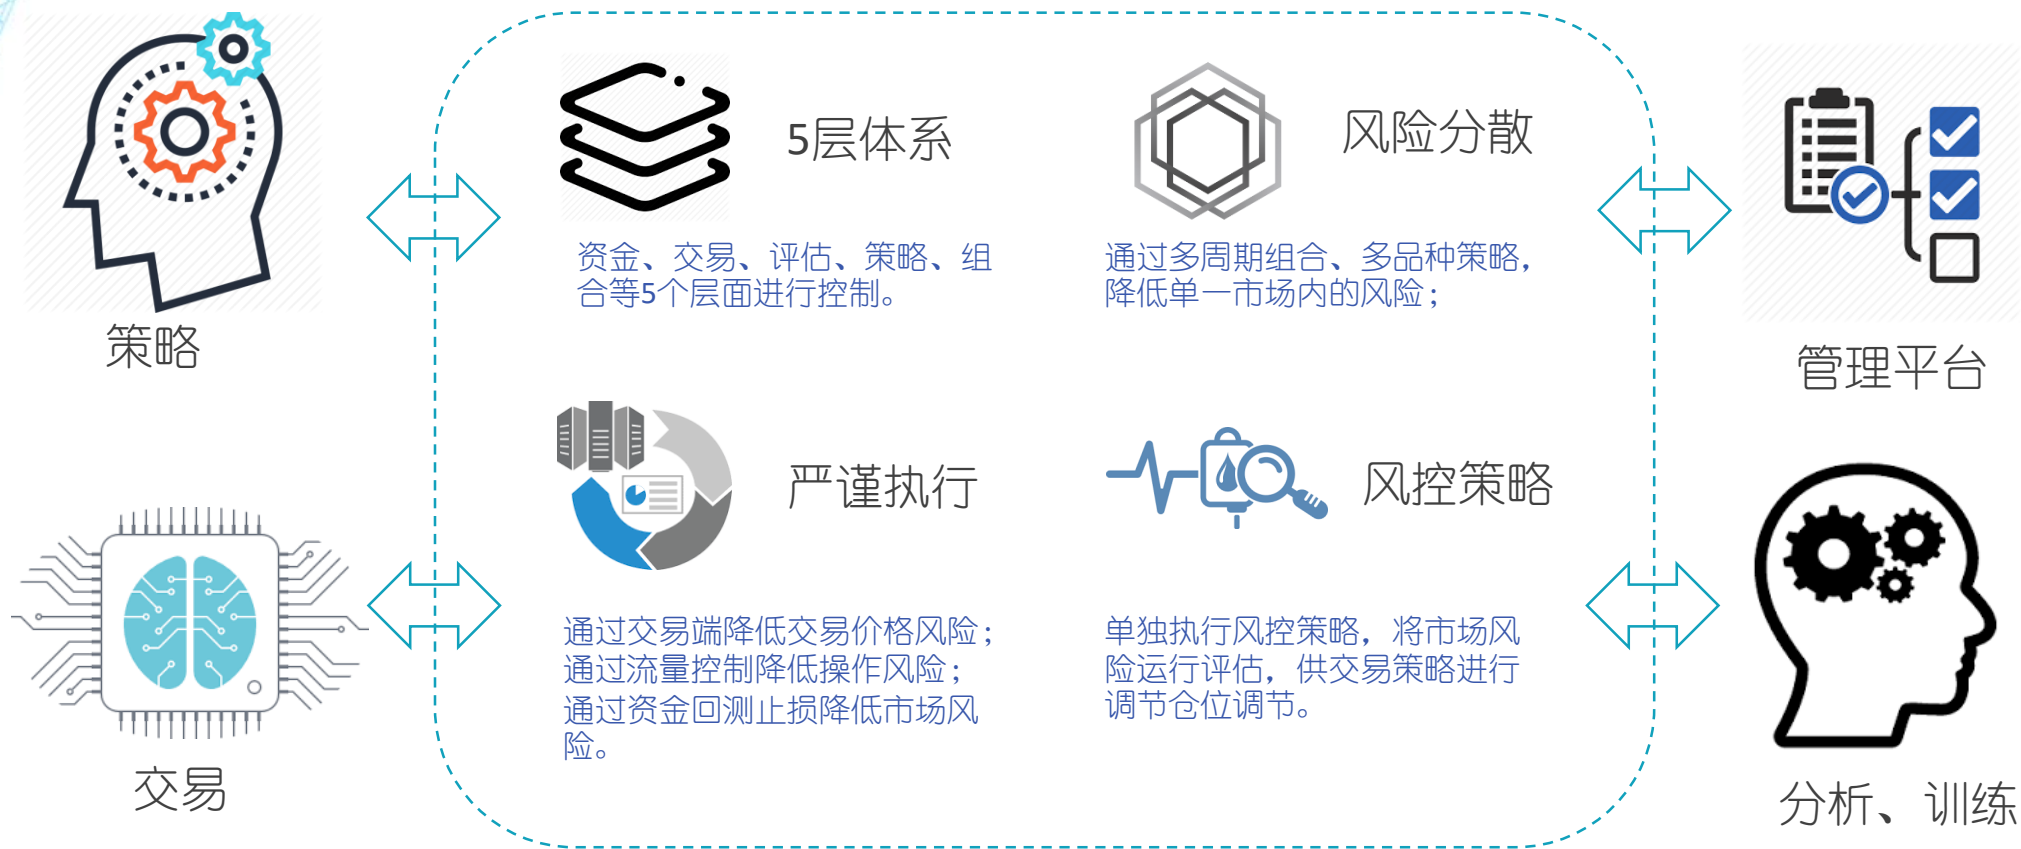 策略
交易
5层体系
资金、交易、评估、策略、组
合等5个层面进行控制。
风险分散
通过多周期组合、多品种策略，
降低单一市场内的风险；
严谨执行
通过交易端降低交易价格风险；
通过流量控制降低操作风险；
通过资金回测止损降低市场风
险。
风控策略
单独执行风控策略，将市场风
险运行评估，供交易策略进行
调节仓位调节。
管理平台
分析、训练